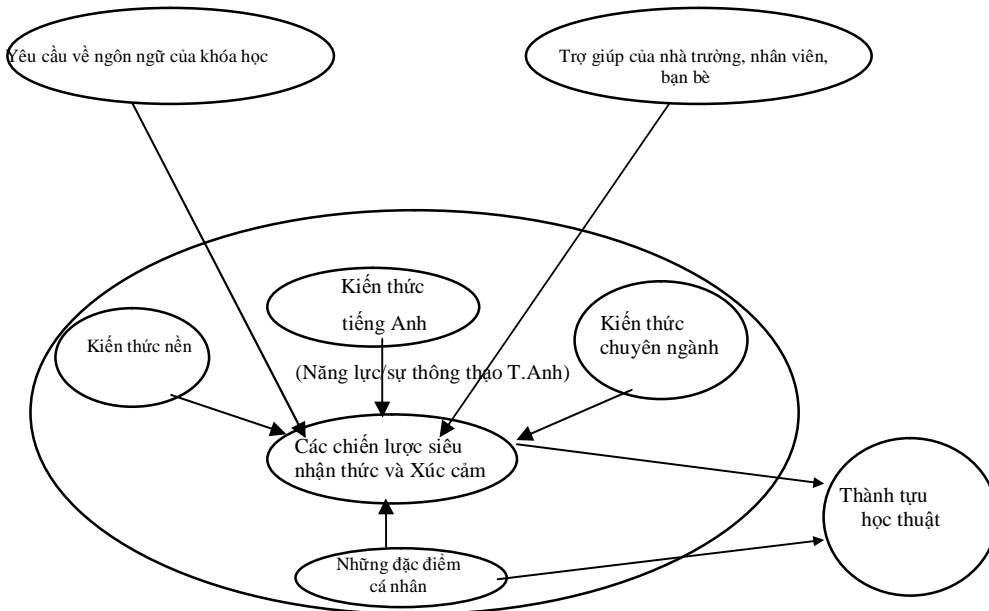 Yêu cầu về ngôn ngữ của khóa học
Trợ giúp của nhà trường, nhân viên,
bạn bè
Kiến thức
tiếng Anh
Kiến thức nền
Kiến thức
chuyên ngành
(Năng lực/sự thông thạo T.Anh)
Các chiến lược siêu
nhận thức và Xúc cảm
Thành tựu
học thuật
Những đặc điểm
cá nhân